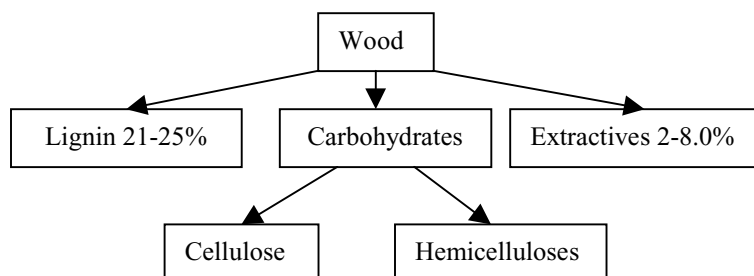 Wood
Lignin 21-25%
Carbohydrates
Extractives 2-8.0%
Cellulose
Hemicelluloses